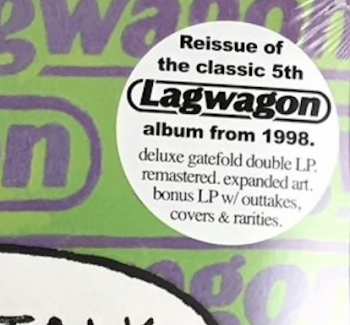 Reissue of
the classic 5th
Lagwagon
album from 1998.
deluxe gatefold double LP.
remastered. expanded art.
bonus LP w/ outtakes,
covers & rarities.